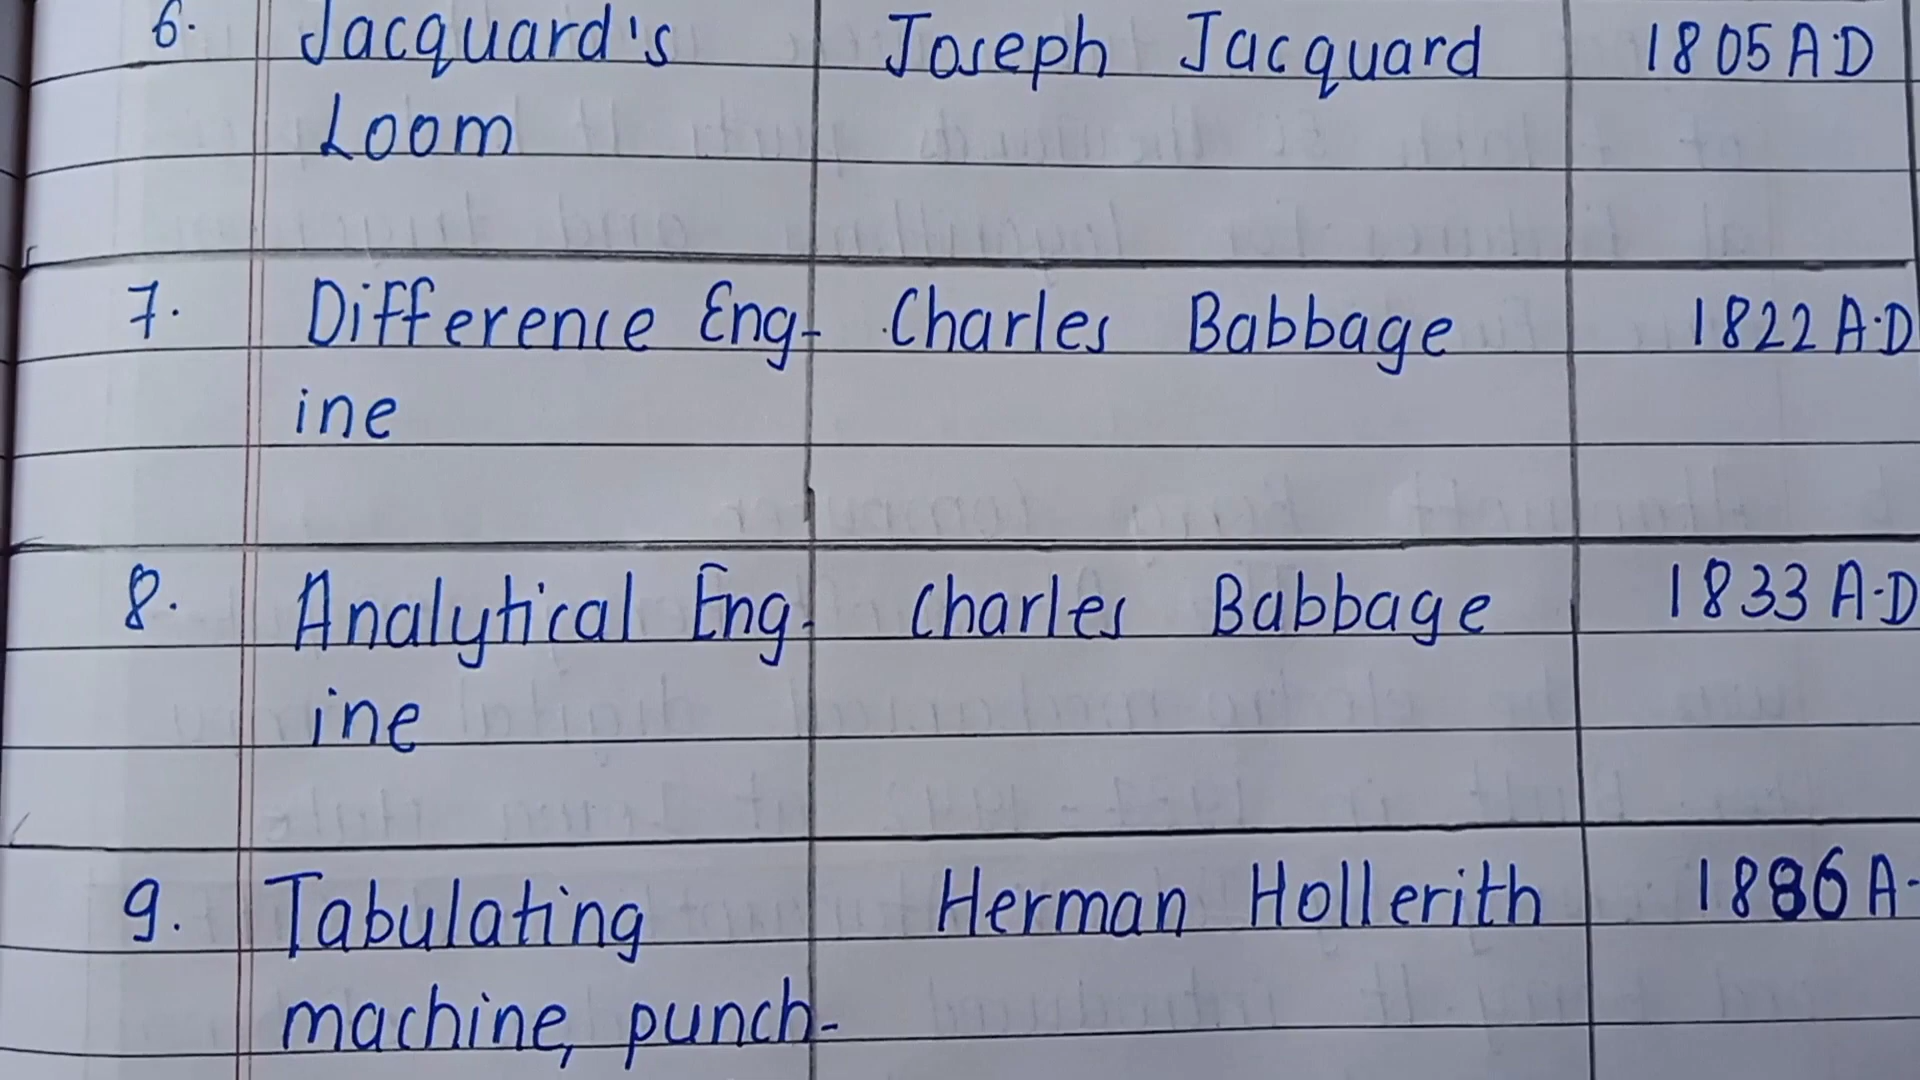 6. Jacquard's Joseph Jacquard 1805 A.D
Loom
7. Difference Eng- Charles Babbage 1822 A.D
ine
8. Analytical Eng- Charles Babbage 1833 A.D
ine
9. Tabulating Herman Hollerith 1886 A.
machine, punch-